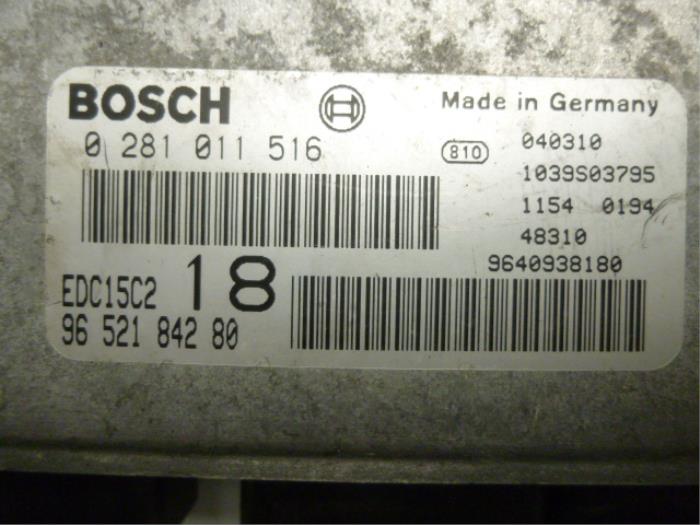 BOSCH
Made in Germany
0 281 011 516
810
040310
1039S03795
1154 0194
48310
9640938180
EDC15C2 18
96 521 842 80